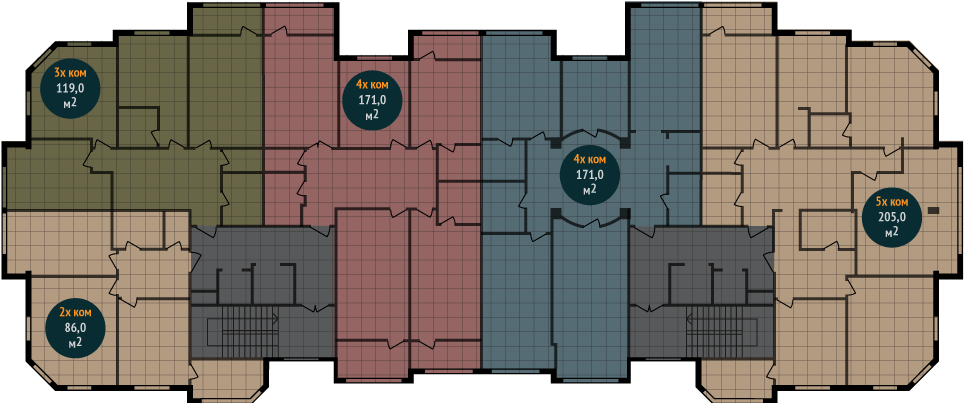 3х ком
119,0
м2
4х ком
171,0
м2
4х ком
171,0
м2
5х ком
205,0
м2
2х ком
86,0
м2